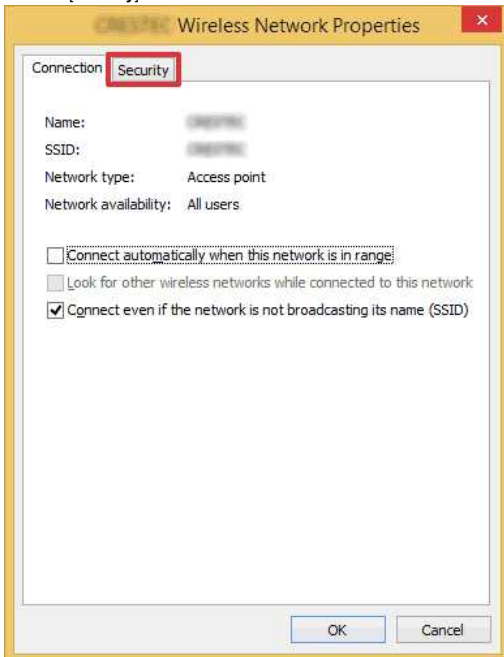 Wireless Network Properties
Connection Security
Name:
SSID:
Network type: Access point
Network availability: All users
Connect automatically when this network is in range
Look for other wireless networks while connected to this network
Connect even if the network is not broadcasting its name (SSID)
OK Cancel